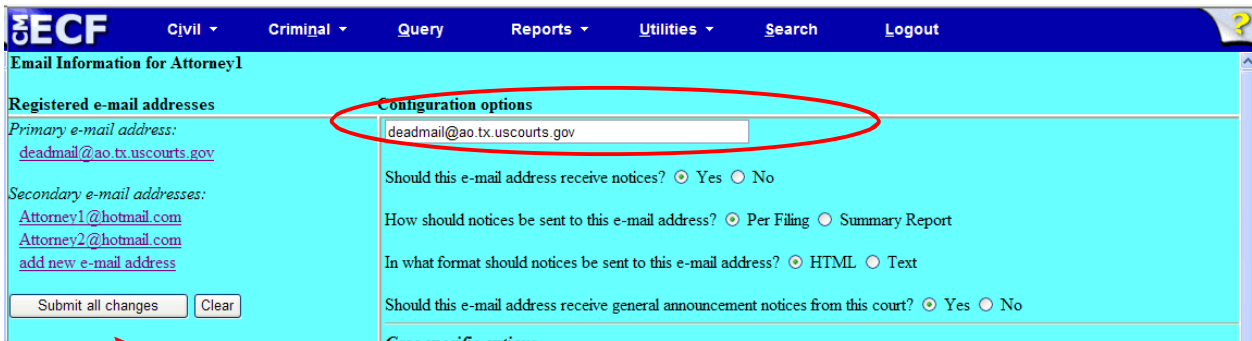 CM ECF Civil Criminal Query Reports Utilities Search Logout ?
Email Information for Attorney1
Registered e-mail addresses
Primary e-mail address:
deadmail@ao.tx.uscourts.gov
Secondary e-mail addresses:
Attorney1@hotmail.com
Attorney2@hotmail.com
add new e-mail address
Submit all changes Clear
Configuration options
deadmail@ao.tx.uscourts.gov
Should this e-mail address receive notices? Yes No
How should notices be sent to this e-mail address? Per Filing Summary Report
In what format should notices be sent to this e-mail address? HTML Text
Should this e-mail address receive general announcement notices from this court? Yes No